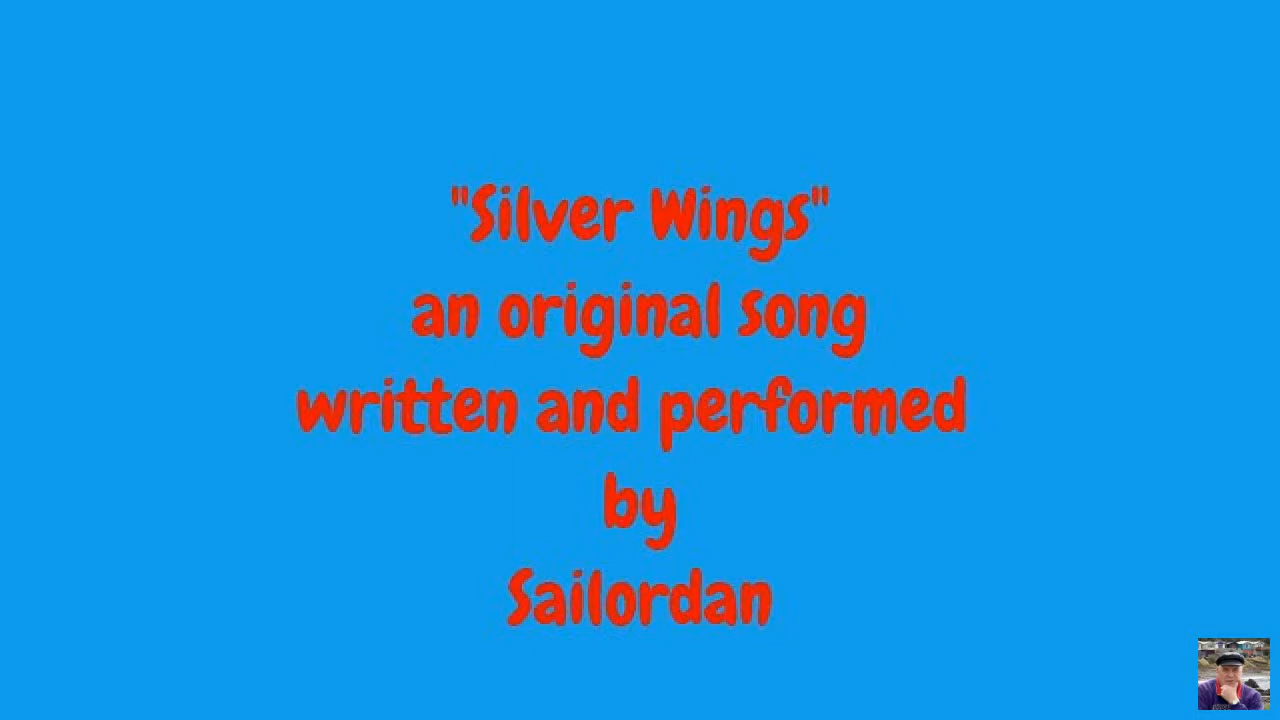 "Silver Wings"
an original song
written and performed
by
Sailordan